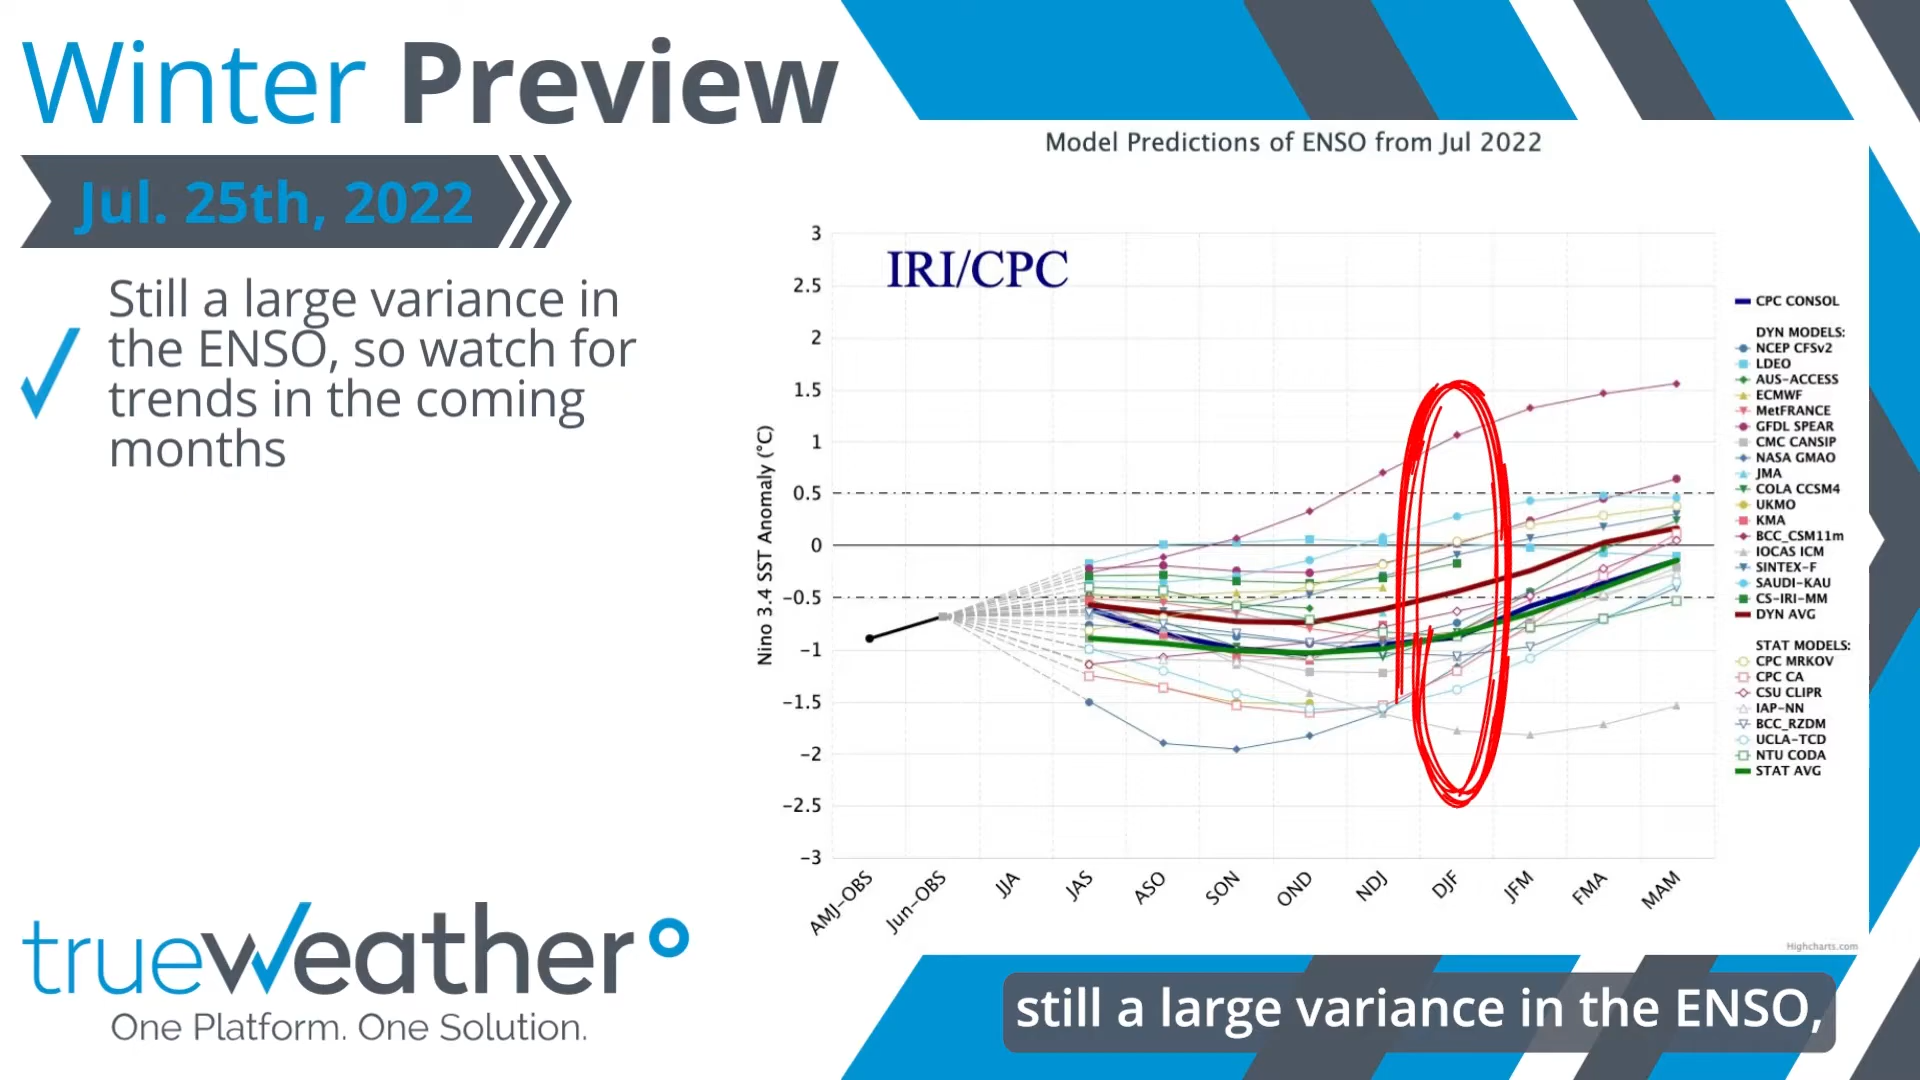 Winter Preview
Jul. 25th, 2022
Still a large variance in
the ENSO, so watch for
trends in the coming
months
Model Predictions of ENSO from Jul 2022
IRI/CPC
Nino 3.4 SST Anomaly (°C)
3
2.5
2
1.5
1
0.5
0
−0.5
−1
−1.5
−2
−2.5
−3
AMJ-OBS
Jun-OBS
JJA
JAS
ASO
SON
OND
NDJ
DJF
JFM
FMA
MAM
CPC CONSOL
DYN MODELS:
NCEP CFSv2
LDEO
AUS-ACCESS
ECMWF
MetFRANCE
GFDL SPEAR
CMC CANSIP
NASA GMAO
JMA
COLA CCSM4
UKMO
KMA
BCC_CSM11m
IOCAS ICM
SINTEX-F
SAUDI-KAU
CS-IRI-MM
DYN AVG
STAT MODELS:
CPC MRKOV
CPC CA
CSU CLIPR
IAP-NN
BCC_RZDM
UCLA-TCD
NTU CODA
STAT AVG
Highcharts.com
trueweather
One Platform. One Solution.
still a large variance in the ENSO,